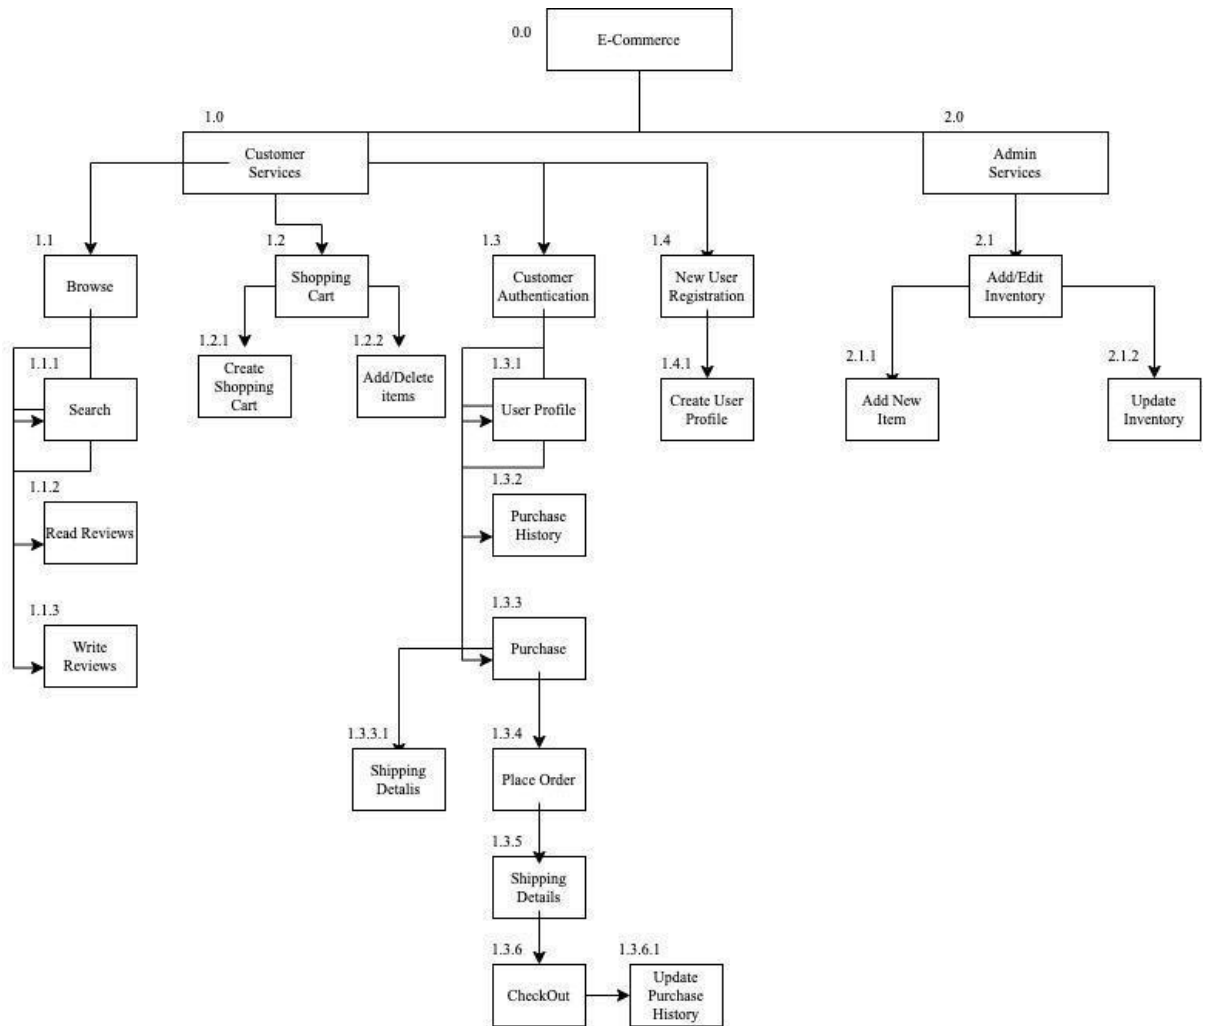 0.0
E-Commerce
1.0
2.0
Customer
Services
Admin
Services
1.1
1.2
1.3
1.4
2.1
Browse
Shopping
Cart
Customer
Authentication
New User
Registration
Add/Edit
Inventory
1.2.1
1.2.2
1.1.1
1.3.1
1.4.1
2.1.1
2.1.2
Create
Shopping
Cart
Add/Delete
items
Search
User Profile
Create User
Profile
Add New
Item
Update
Inventory
1.1.2
1.3.2
Read Reviews
Purchase
History
1.1.3
1.3.3
Write
Reviews
Purchase
1.3.3.1
1.3.4
Shipping
Detalis
Place Order
1.3.5
Shipping
Details
1.3.6
1.3.6.1
CheckOut
Update
Purchase
History